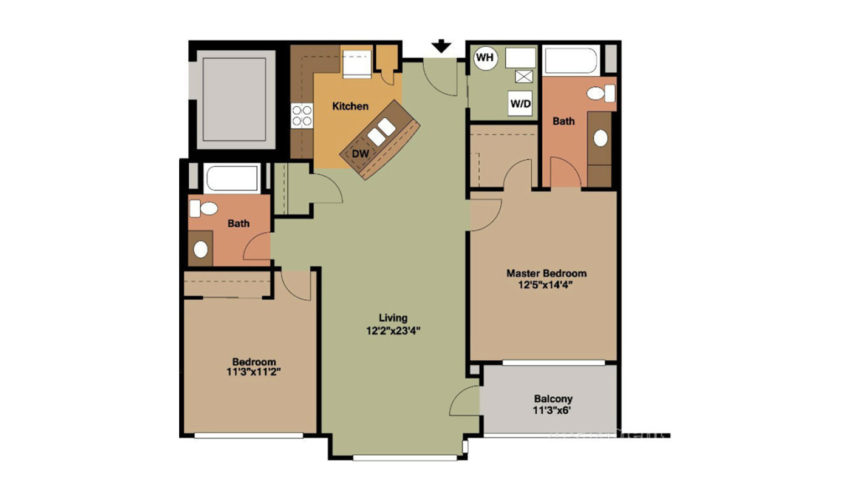 WH
W/D
Kitchen
DW
Bath
Bath
Master Bedroom
12'5"x14'4"
Living
12'2"x23'4"
Bedroom
11'3"x11'2"
Balcony
11'3"x6'